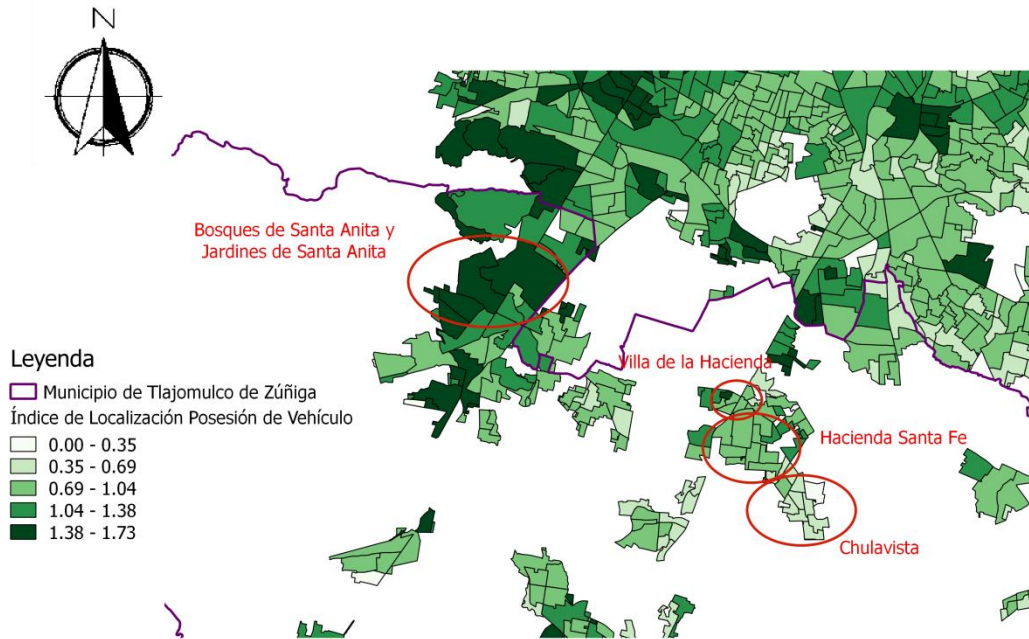 N
Bosques de Santa Anita y
Jardines de Santa Anita
Villa de la Hacienda
Hacienda Santa Fe
Chulavista
Leyenda
Municipio de Tlajomulco de Zúñiga
Índice de Localización Posesión de Vehículo
0.00 - 0.35
0.35 - 0.69
0.69 - 1.04
1.04 - 1.38
1.38 - 1.73